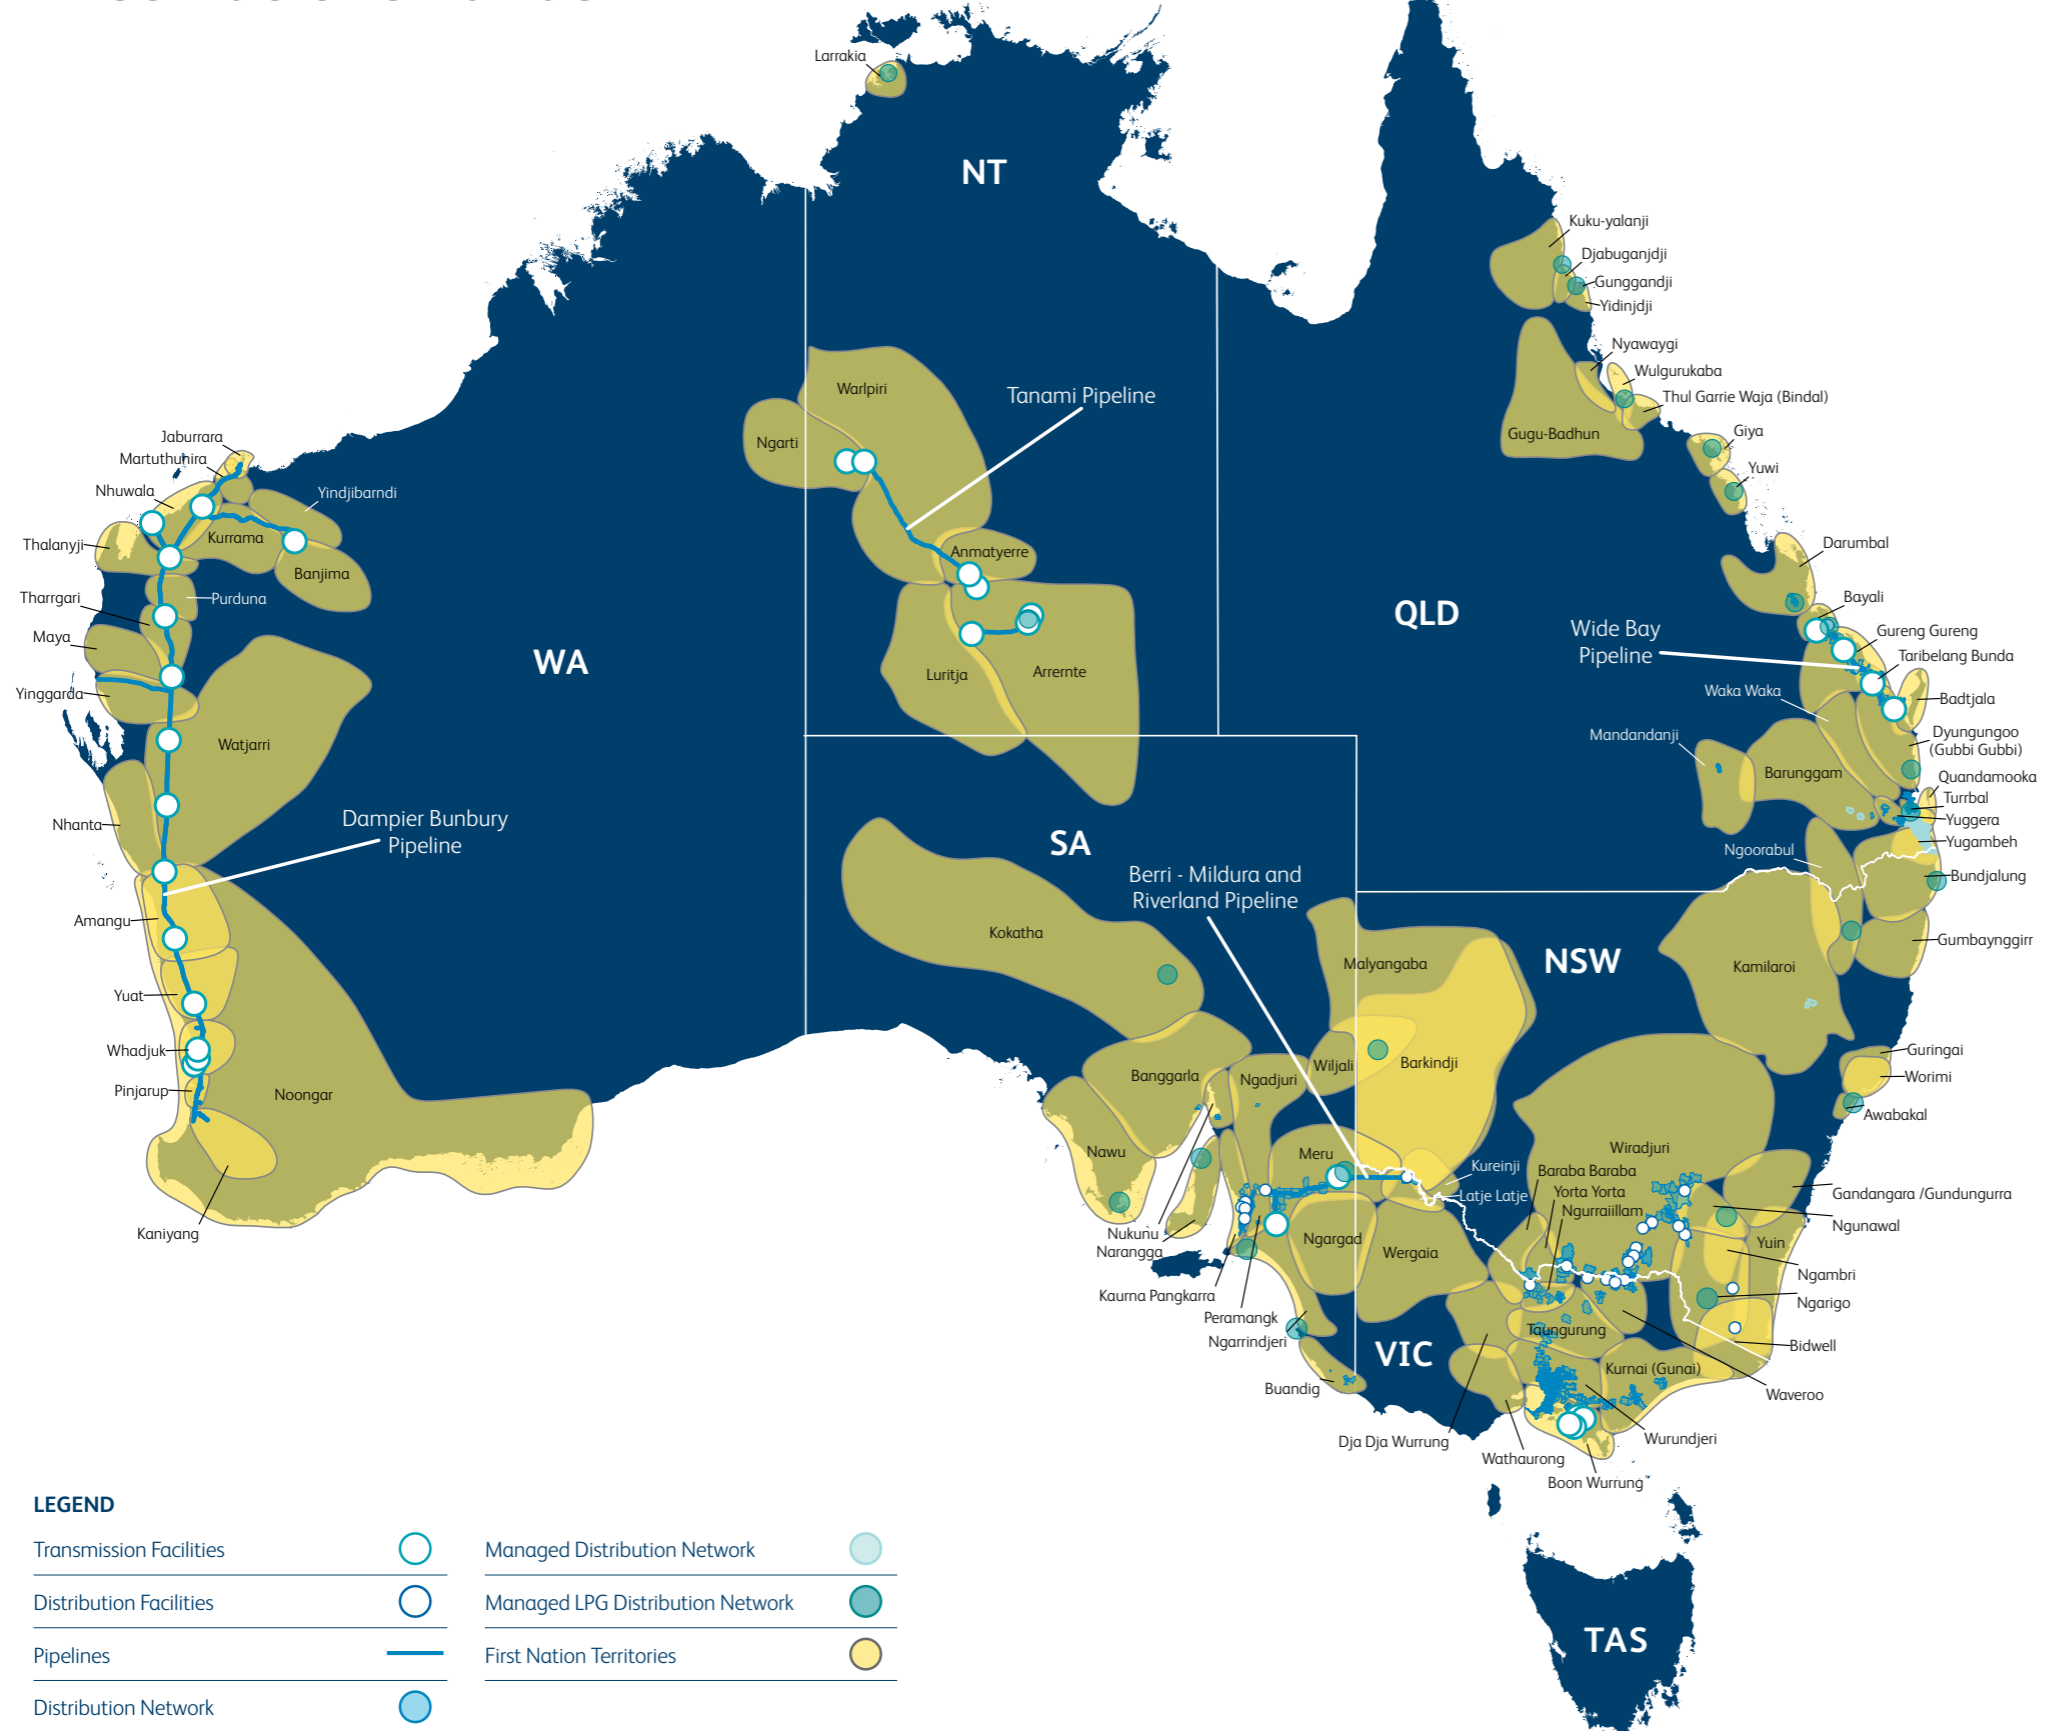 Larrakia
NT
Kuku-yalanji
Djabuganjdji
Gunggandji
Yidinjdji
Nyawaygi
Wulgurukaba
Thul Garrie Waja (Bindal)
Gugu-Badhun
Giya
Yuwi
Warlpiri
Tanami Pipeline
Ngarti
Jaburrara
Martuthunira
Nhuwala
Yindjibarndi
Thalanyji
Kurrama
Banjima
Anmatyerre
Darumbal
Tharrgari
Purduna
Bayali
Maya
QLD
Wide Bay
Pipeline
Gureng Gureng
Taribelang Bunda
WA
Luritja
Arrernte
Yinggarda
Waka Waka
Badtjala
Watjarri
Mandandanji
Dyungungoo
(Gubbi Gubbi)
Barunggam
Quandamooka
Turrbal
Nhanta
Dampier Bunbury
Pipeline
Yuggera
SA
Yugambeh
Ngoorabul
Berri - Mildura and
Riverland Pipeline
Bundjalung
Amangu
Kokatha
Gumbaynggirr
Malyangaba
NSW
Kamilaroi
Yuat
Whadjuk
Guringai
Wiljali
Barkindji
Banggarla
Ngadjuri
Worimi
Pinjarup
Noongar
Awabakal
Nawu
Meru
Wiradjuri
Kureinji
Baraba Baraba
Latje Latje
Yorta Yorta
Ngurraiillam
Gandangara /Gundungurra
Ngunawal
Kaniyang
Nukunu
Narangga
Ngargad
Wergaia
Yuin
Ngambri
Kaurna Pangkarra
Ngarigo
Peramangk
Ngarrindjeri
VIC
Taungurung
Bidwell
Kurnai (Gunai)
Buandig
Waveroo
Dja Dja Wurrung
Wurundjeri
Wathaurong
Boon Wurrung
TAS
LEGEND
Transmission Facilities
Distribution Facilities
Pipelines
Distribution Network
Managed Distribution Network
Managed LPG Distribution Network
First Nation Territories